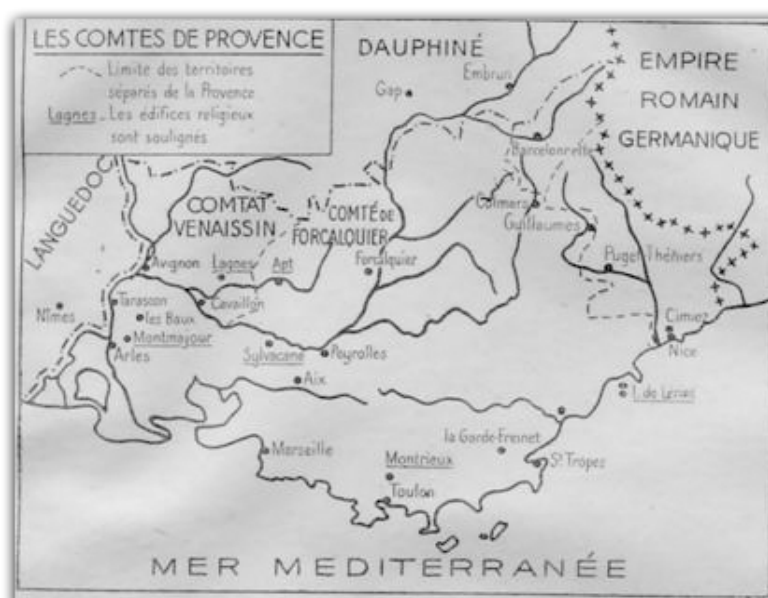 LES COMTES DE PROVENCE
Limite des territoires
séparés de la Provence
Lagnes - Les édifices religieux
sont soulignés
DAUPHINÉ
Embrun
Gap
EMPIRE
ROMAIN
GERMANIQUE
Barcelonnette
LANGUEDOC
COMTAT
VENAISSIN
COMTÉ DE
FORCALQUIER
Colmars
Guillaumes
Puget-Théniers
Avignon
Lagnes
Apt
Forcalquier
Cavaillon
Nîmes
Tarascon
les Baux
Montmajour
Arles
Sylvacane
Peyrolles
Aix
Cimiez
Nice
I. de Lérins
Marseille
la Garde-Freinet
Montrieux
St Tropez
Toulon
MER MEDITERRANÉE